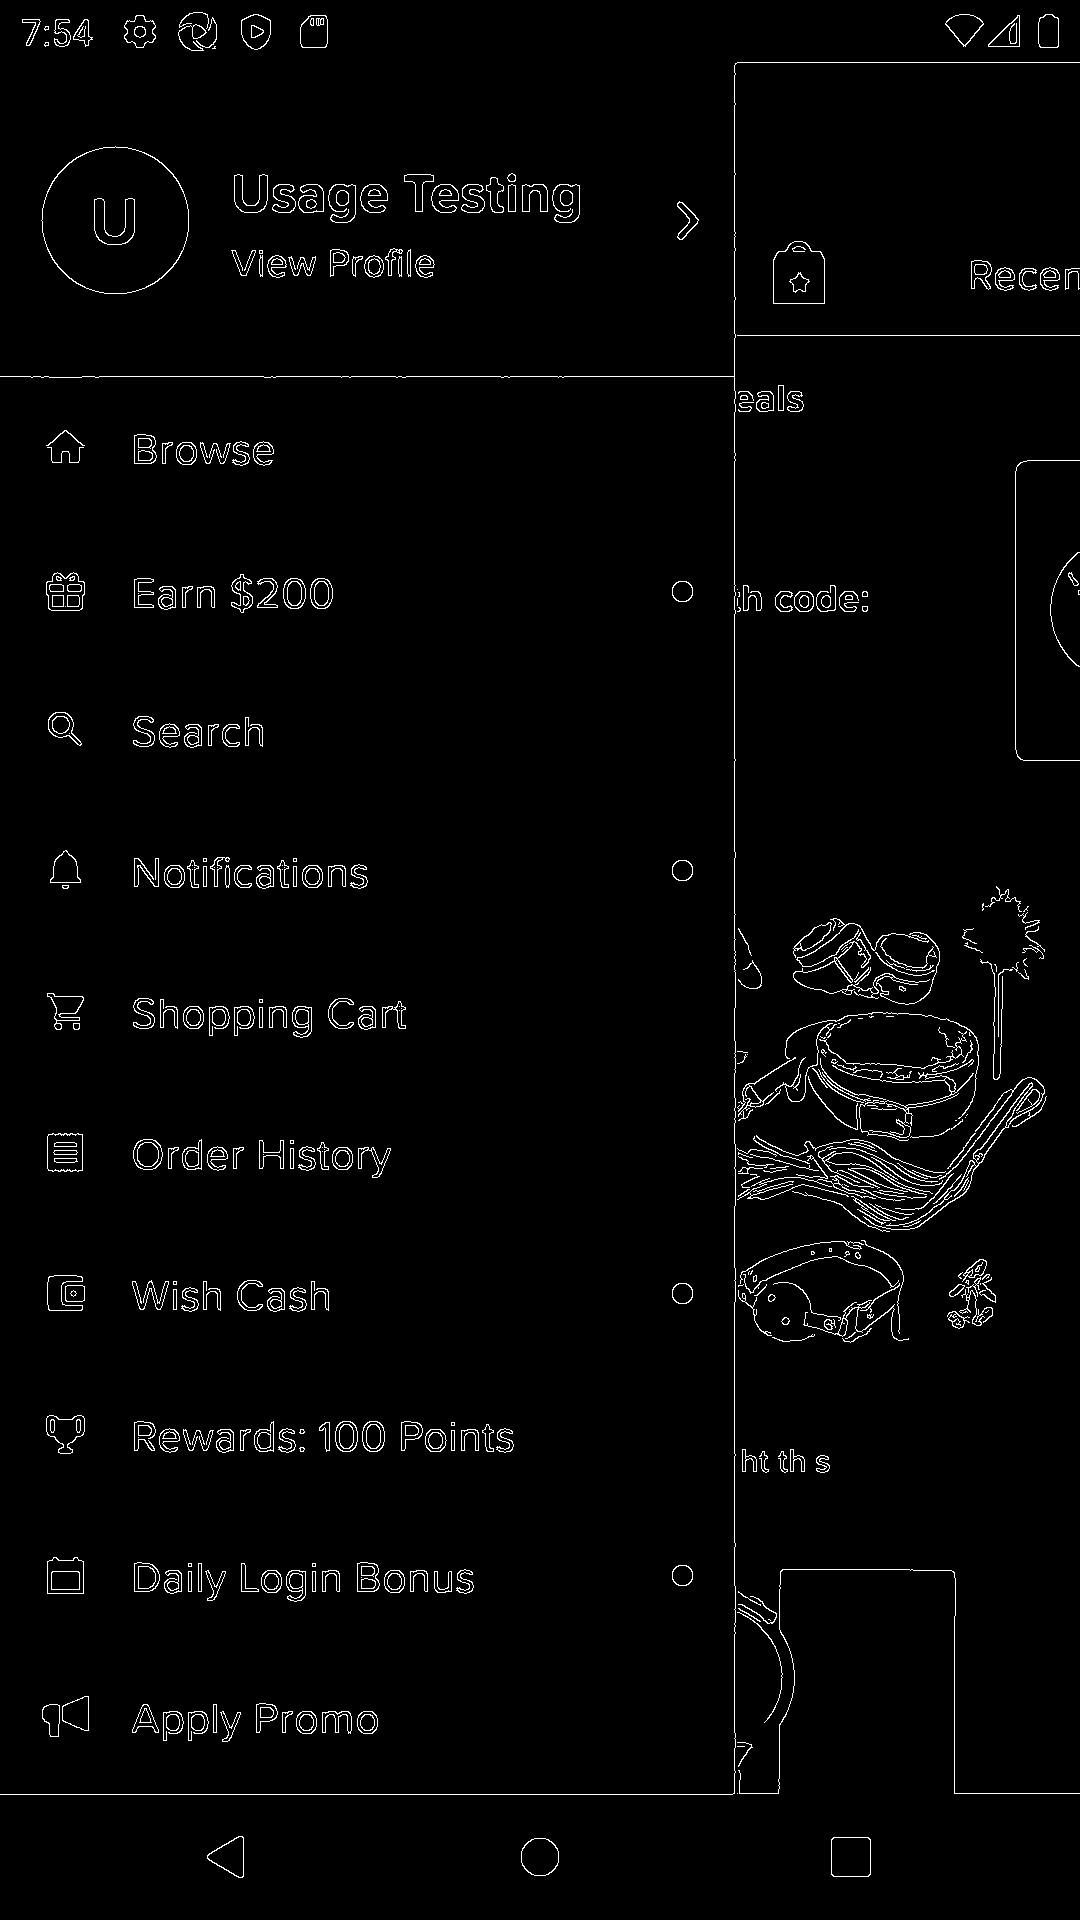 7:54
U
Usage Testing
View Profile
Recen
eals
Browse
Earn $200
th code:
Search
Notifications
Shopping Cart
Order History
Wish Cash
Rewards: 100 Points
ht th s
Daily Login Bonus
Apply Promo